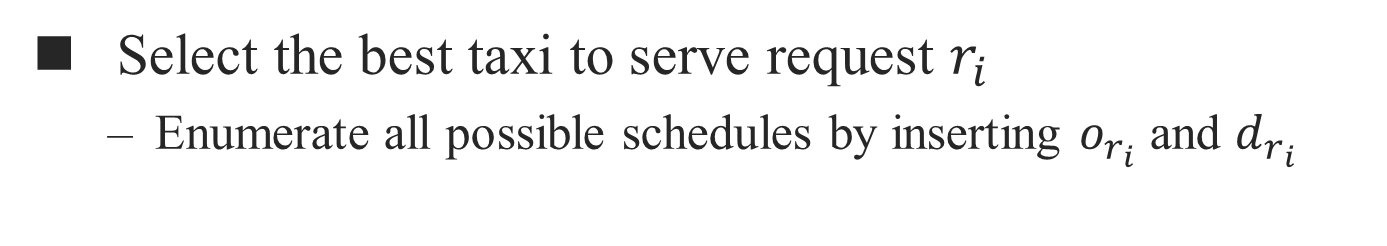 ■ Select the best taxi to serve request $r_i$
– Enumerate all possible schedules by inserting $o_{r_i}$ and $d_{r_i}$